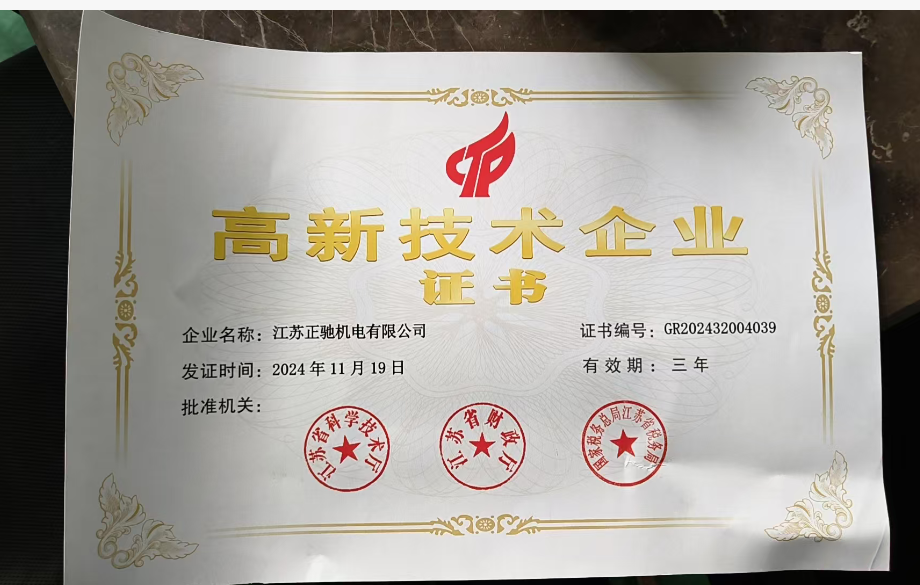 高新技术企业
证书
企业名称：江苏正驰机电有限公司
证书编号：GR202432004039
发证时间：2024年11月19日
有效期：三年
批准机关：
江苏省科学技术厅
江苏省财政厅
国家税务总局江苏省税务局